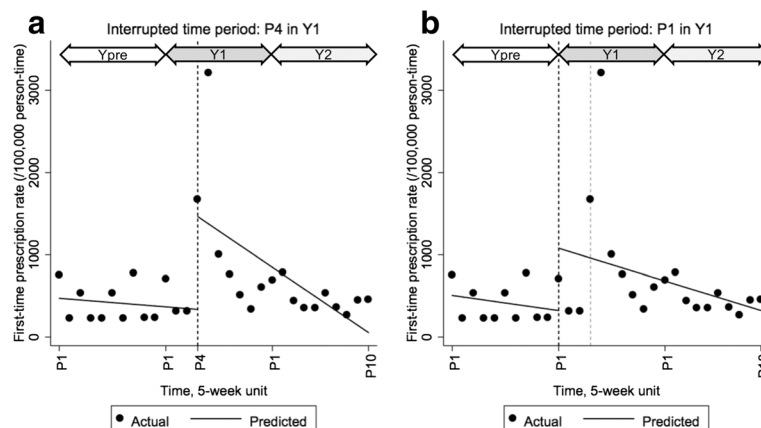 a
Interrupted time period: P4 in Y1
Ypre Y1 Y2
First-time prescription rate (/100,000 person-time)
3000
2000
1000
0
P1 P1 P4 P1 P10
Time, 5-week unit
Actual Predicted
b
Interrupted time period: P1 in Y1
Ypre Y1 Y2
First-time prescription rate (/100,000 person-time)
3000
2000
1000
0
P1 P1 P1 P10
Time, 5-week unit
Actual Predicted